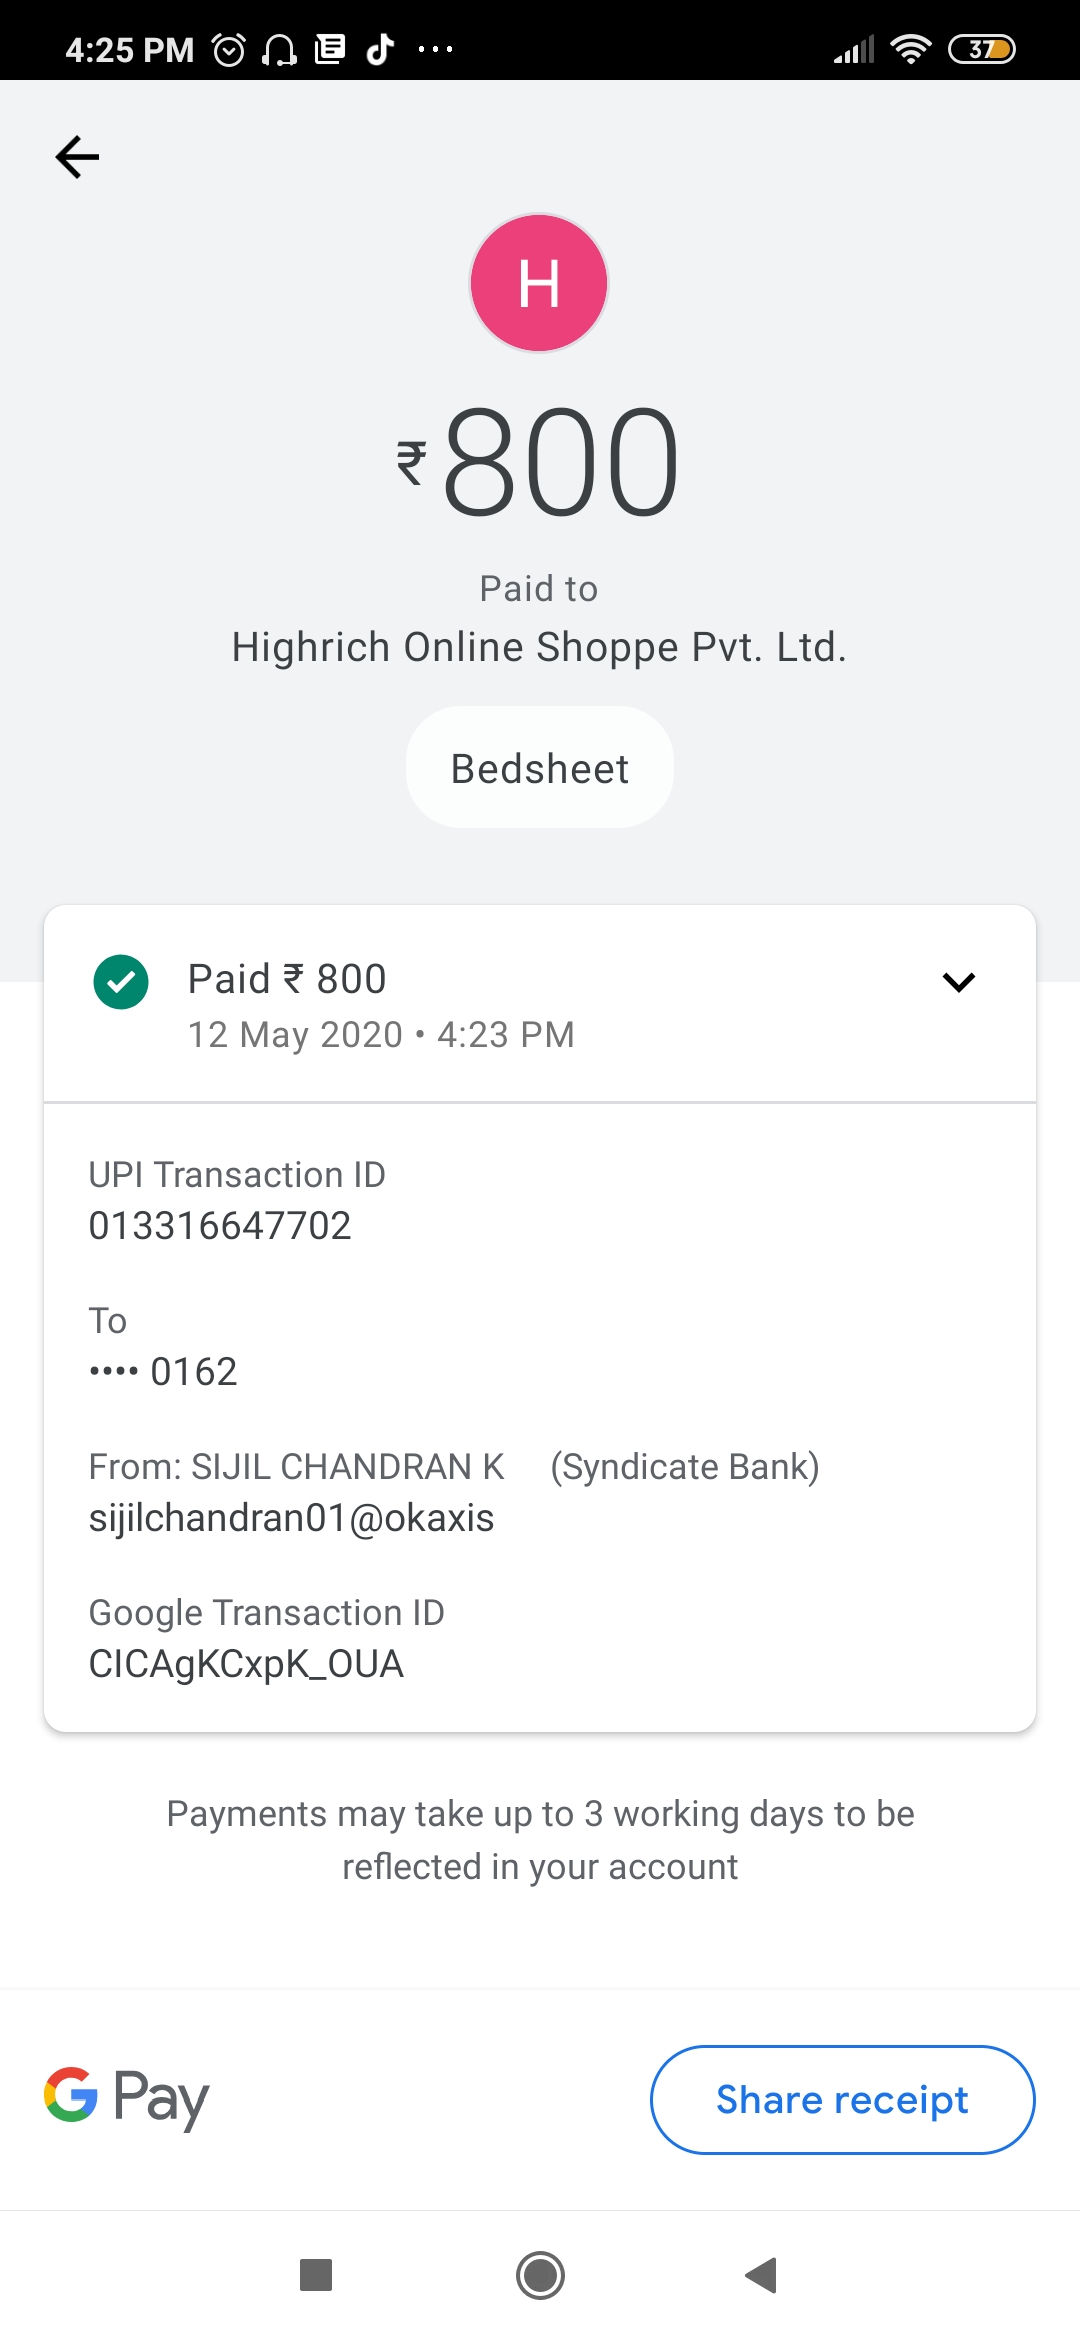 4:25 PM
37
H
₹800
Paid to
Highrich Online Shoppe Pvt. Ltd.
Bedsheet
Paid ₹ 800
12 May 2020 • 4:23 PM
UPI Transaction ID
013316647702
To
•••• 0162
From: SIJIL CHANDRAN K (Syndicate Bank)
sijilchandran01@okaxis
Google Transaction ID
CICAgKCxpK_OUA
Payments may take up to 3 working days to be
reflected in your account
G Pay
Share receipt